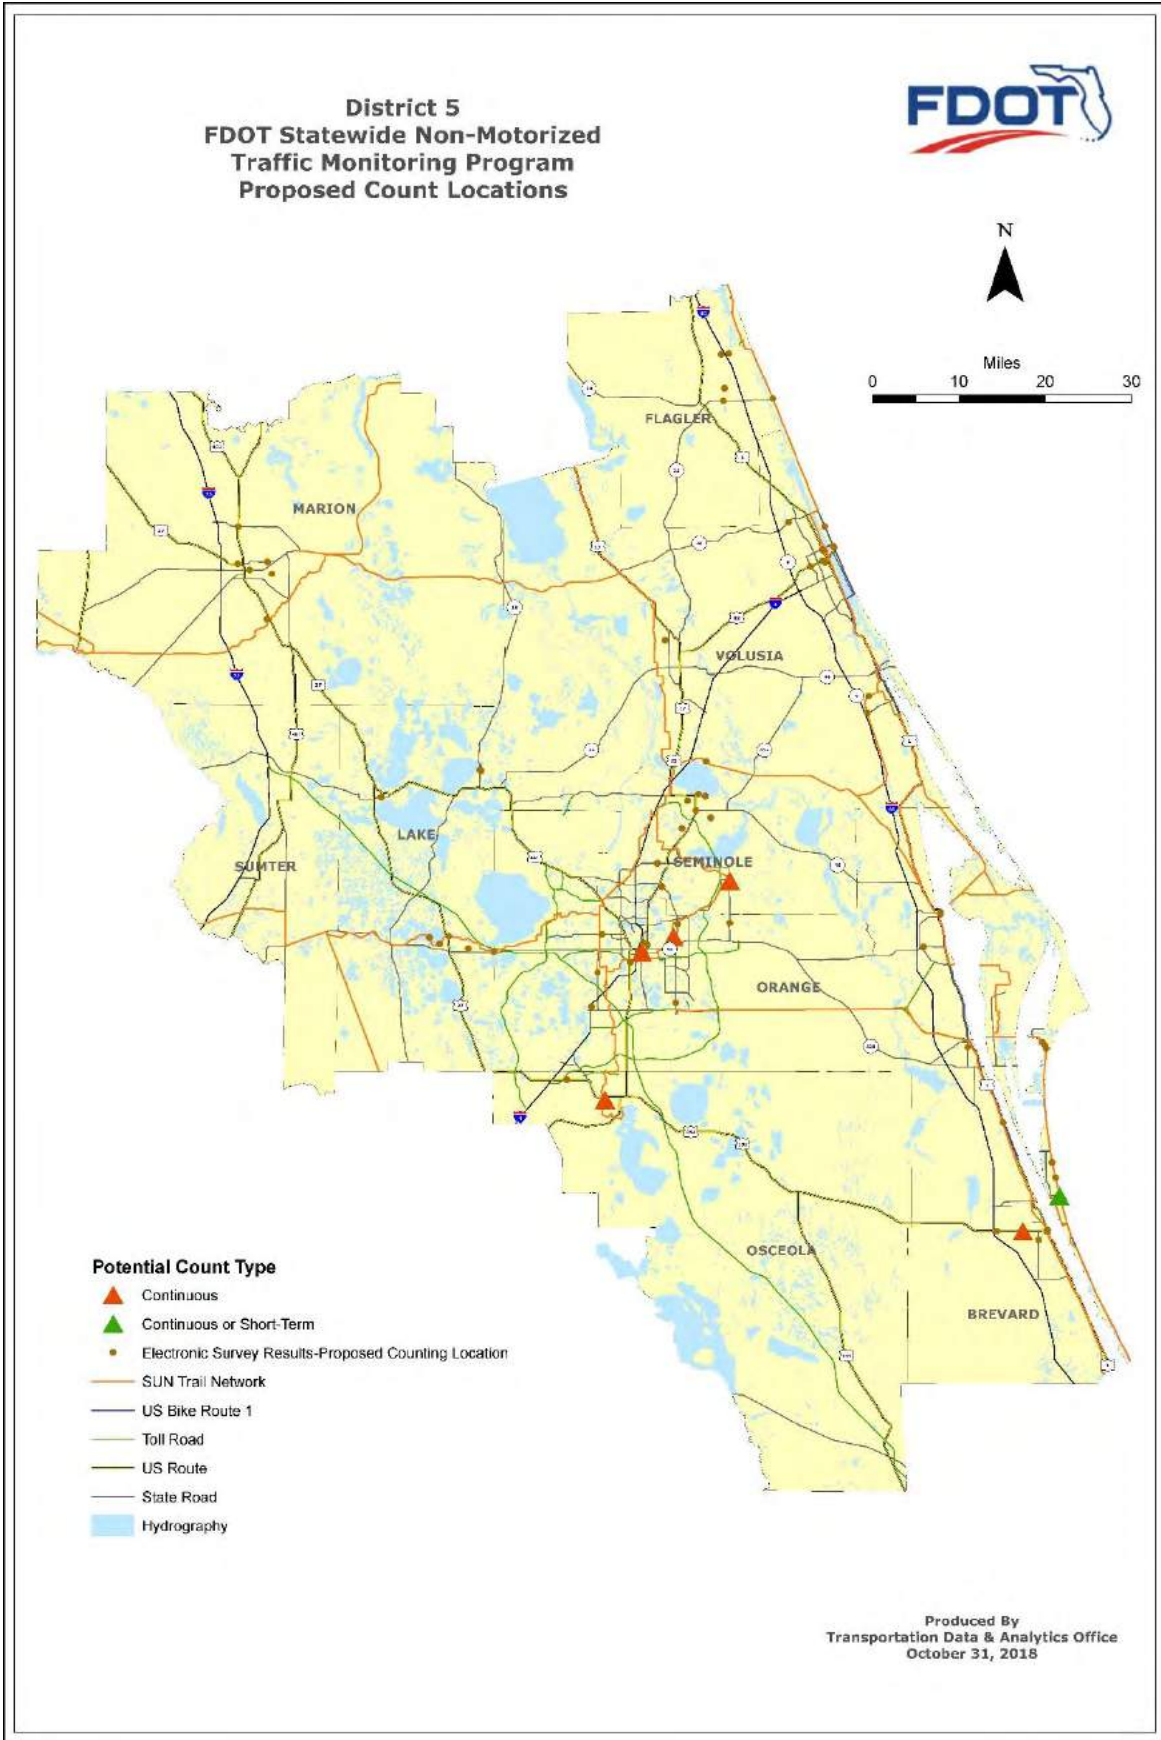 District 5
FDOT Statewide Non-Motorized
Traffic Monitoring Program
Proposed Count Locations
FDOT
N
Miles
0 10 20 30
FLAGLER
MARION
VOLUSIA
LAKE
SUMTER
SEMINOLE
ORANGE
OSCEOLA
BREVARD
Potential Count Type
Continuous
Continuous or Short-Term
Electronic Survey Results-Proposed Counting Location
SUN Trail Network
US Bike Route 1
Toll Road
US Route
State Road
Hydrography
Produced By
Transportation Data & Analytics Office
October 31, 2018